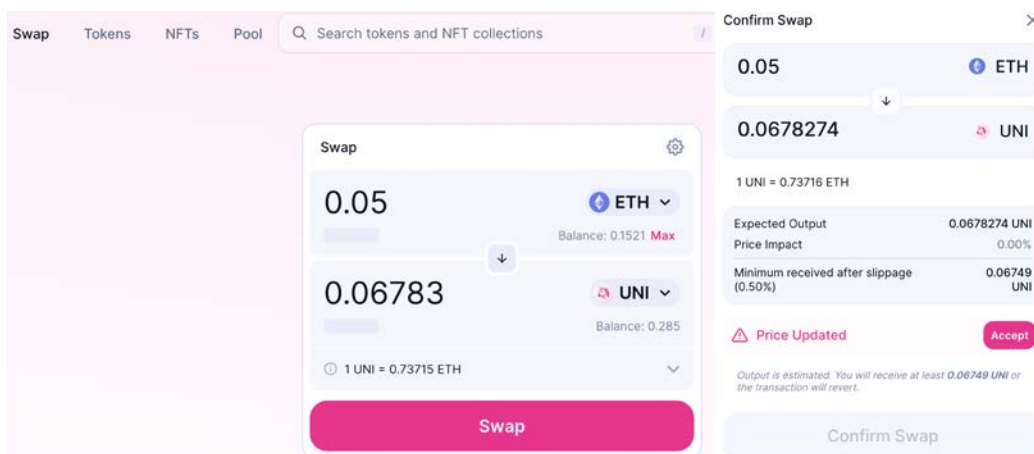 Swap Tokens NFTs Pool Search tokens and NFT collections /
Swap
0.05 ETH
Balance: 0.1521 Max
0.06783 UNI
Balance: 0.285
1 UNI = 0.73715 ETH
Swap
Confirm Swap
0.05 ETH
0.0678274 UNI
1 UNI = 0.73716 ETH
Expected Output 0.0678274 UNI
Price Impact 0.00%
Minimum received after slippage 0.06749
(0.50%) UNI
Price Updated Accept
Output is estimated. You will receive at least 0.06749 UNI or
the transaction will revert.
Confirm Swap